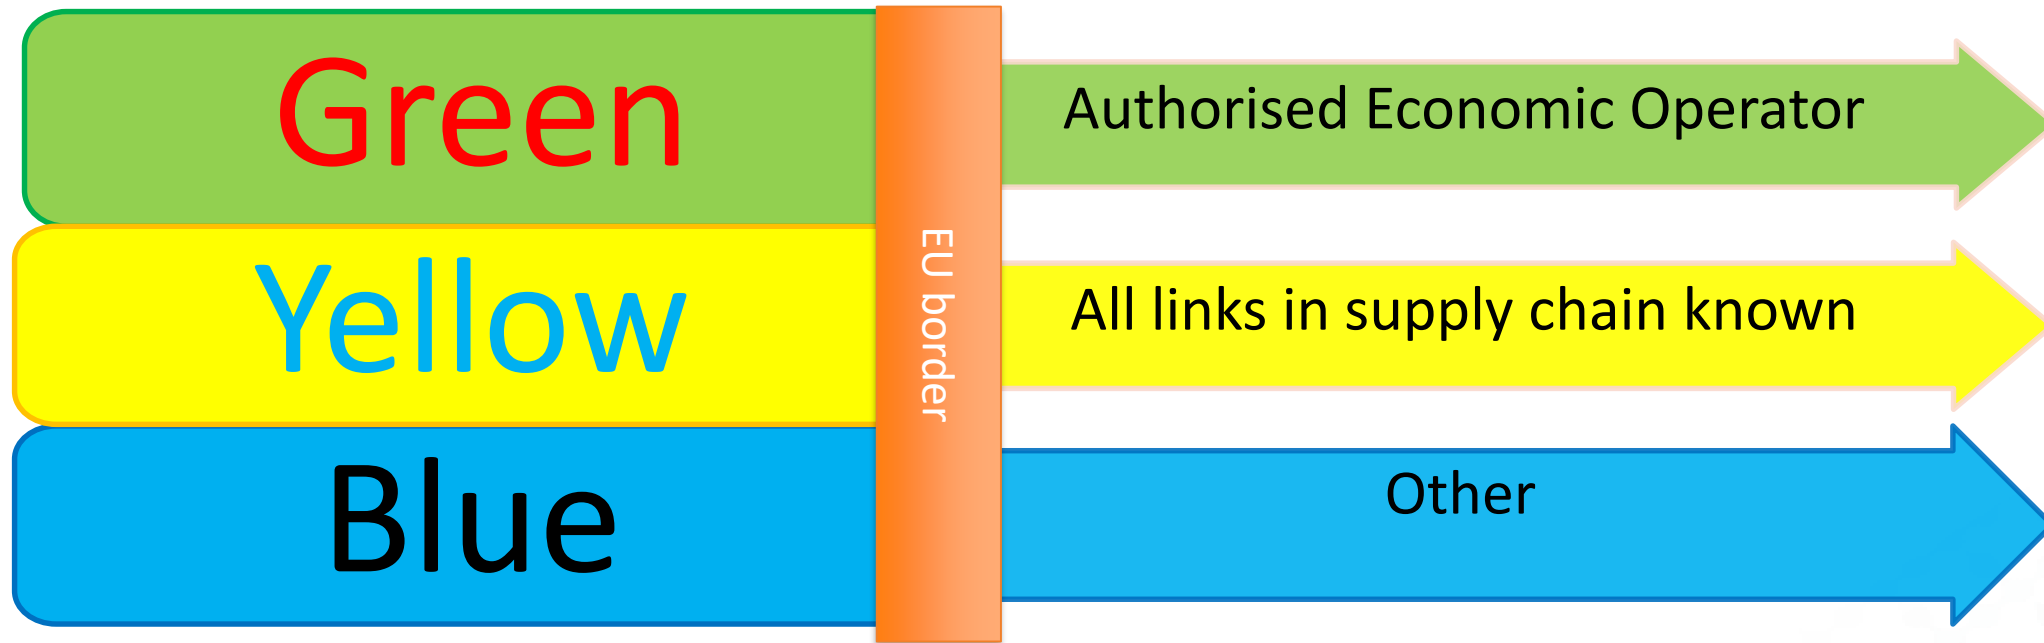 Green
Authorised Economic Operator
EU border
Yellow
All links in supply chain known
Blue
Other